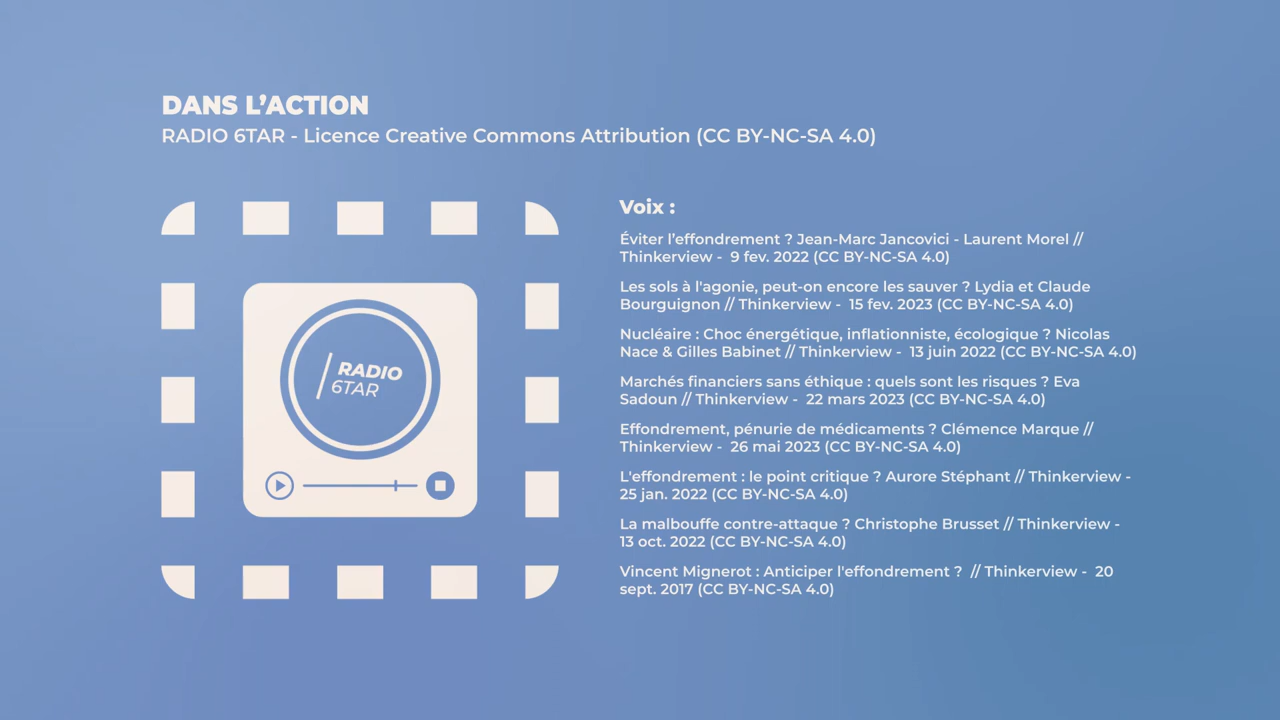 DANS L’ACTION
RADIO 6TAR - Licence Creative Commons Attribution (CC BY-NC-SA 4.0)
RADIO
6TAR
Voix :
Éviter l’effondrement ? Jean-Marc Jancovici - Laurent Morel //
Thinkerview -  9 fev. 2022 (CC BY-NC-SA 4.0)
Les sols à l'agonie, peut-on encore les sauver ? Lydia et Claude
Bourguignon // Thinkerview -  15 fev. 2023 (CC BY-NC-SA 4.0)
Nucléaire : Choc énergétique, inflationniste, écologique ? Nicolas
Nace & Gilles Babinet // Thinkerview -  13 juin 2022 (CC BY-NC-SA 4.0)
Marchés financiers sans éthique : quels sont les risques ? Eva
Sadoun // Thinkerview -  22 mars 2023 (CC BY-NC-SA 4.0)
Effondrement, pénurie de médicaments ? Clémence Marque //
Thinkerview -  26 mai 2023 (CC BY-NC-SA 4.0)
L'effondrement : le point critique ? Aurore Stéphant // Thinkerview -
25 jan. 2022 (CC BY-NC-SA 4.0)
La malbouffe contre-attaque ? Christophe Brusset // Thinkerview -
13 oct. 2022 (CC BY-NC-SA 4.0)
Vincent Mignerot : Anticiper l'effondrement ?  // Thinkerview -  20
sept. 2017 (CC BY-NC-SA 4.0)